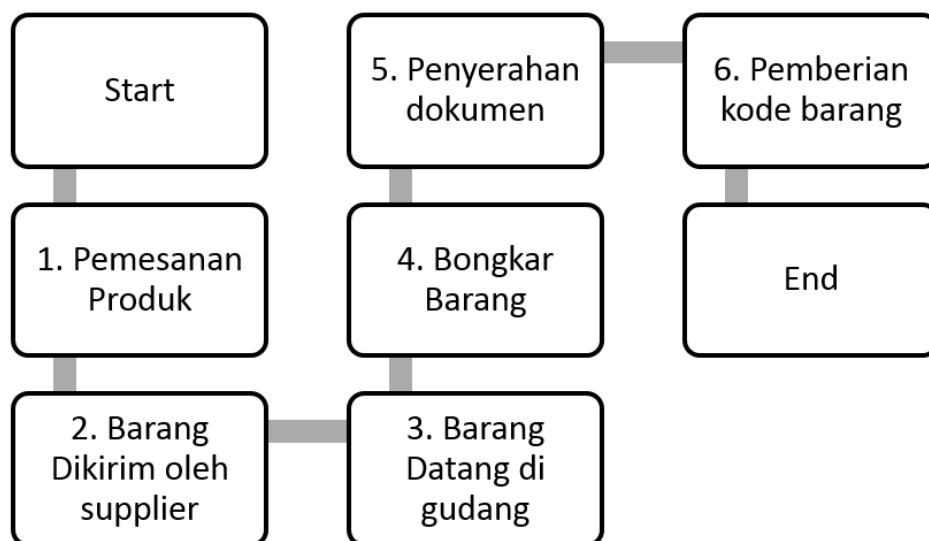 Start
1. Pemesanan
Produk
2. Barang
Dikirim oleh
supplier
3. Barang
Datang di
gudang
4. Bongkar
Barang
5. Penyerahan
dokumen
6. Pemberian
kode barang
End